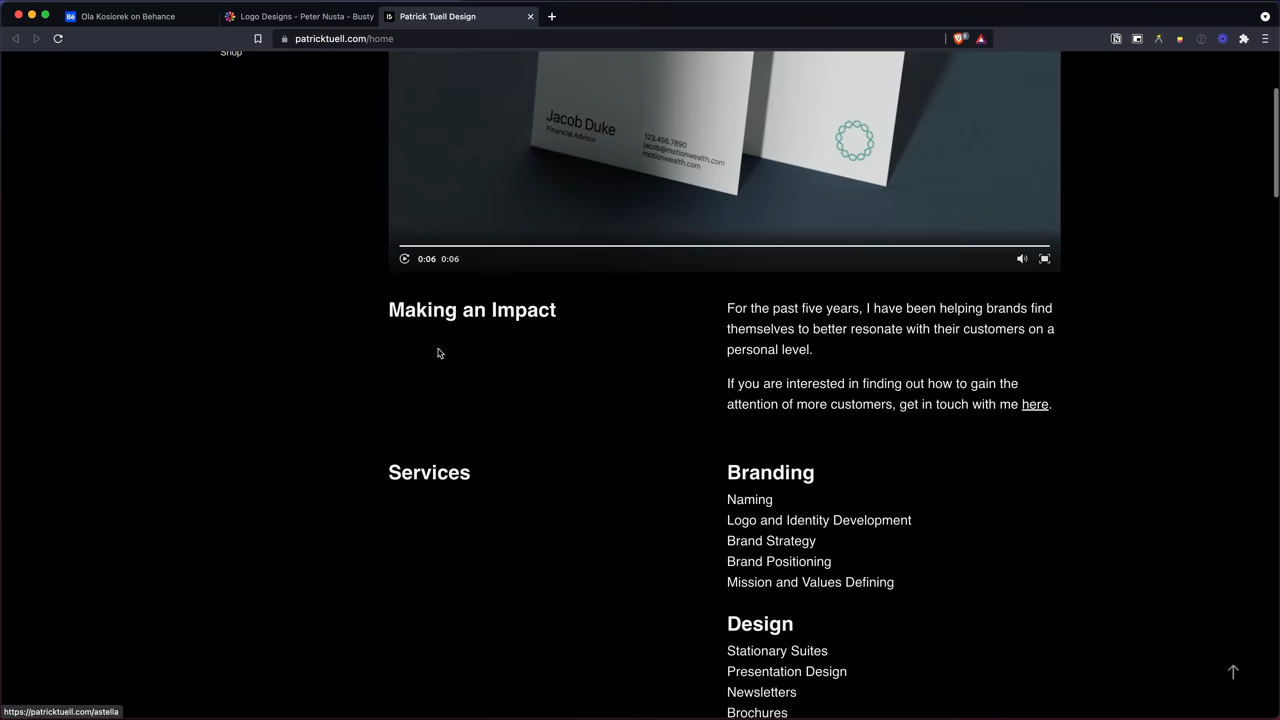 Ola Kosiorek on Behance
Logo Designs - Peter Nusta - Busty
Patrick Tuell Design
patricktuell.com/home
Shop
Jacob Duke
Financial Advisor
123.456.7890
jacob@motionwealth.com
motionwealth.com
0:06 0:06
Making an Impact
For the past five years, I have been helping brands find
themselves to better resonate with their customers on a
personal level.
If you are interested in finding out how to gain the
attention of more customers, get in touch with me here.
Services
Branding
Naming
Logo and Identity Development
Brand Strategy
Brand Positioning
Mission and Values Defining
Design
Stationary Suites
Presentation Design
Newsletters
Brochures
https://patricktuell.com/astella